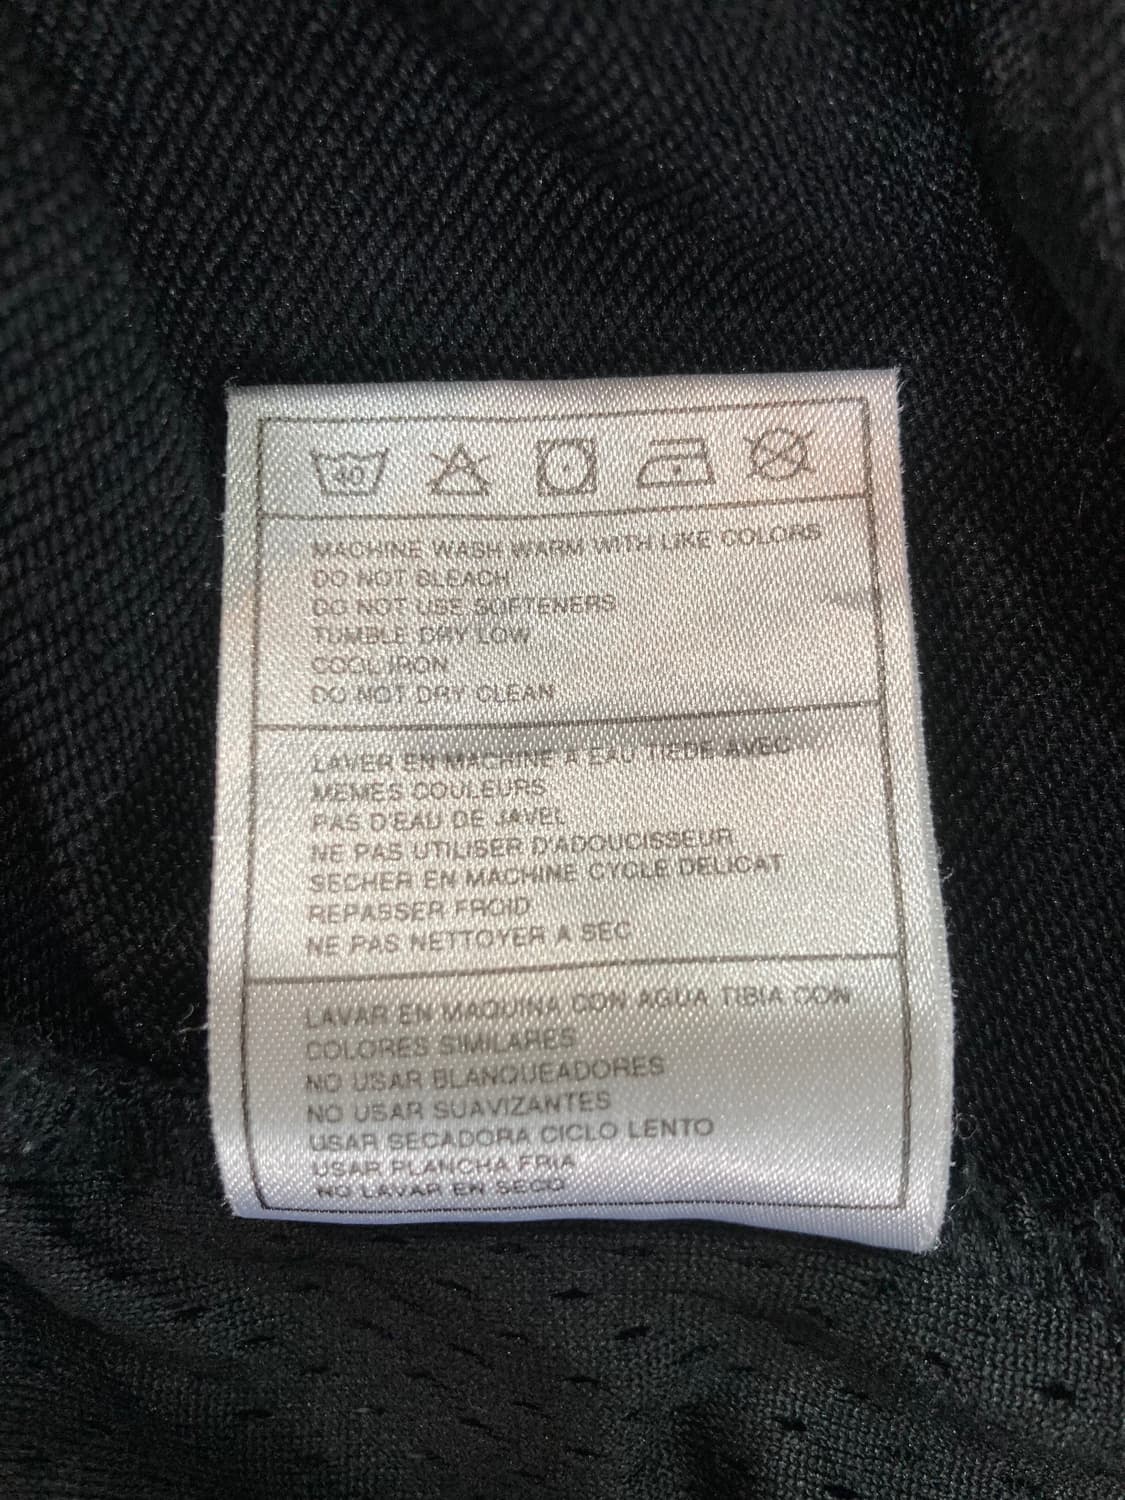 40
MACHINE WASH WARM WITH LIKE COLORS
DO NOT BLEACH
DO NOT USE SOFTENERS
TUMBLE DRY LOW
COOL IRON
DO NOT DRY CLEAN
LAVER EN MACHINE A EAU TIEDE AVEC
MEMES COULEURS
PAS D'EAU DE JAVEL
NE PAS UTILISER D'ADOUCISSEUR
SECHER EN MACHINE CYCLE DELICAT
REPASSER FROID
NE PAS NETTOYER A SEC
LAVAR EN MAQUINA CON AGUA TIBIA CON
COLORES SIMILARES
NO USAR BLANQUEADORES
NO USAR SUAVIZANTES
USAR SECADORA CICLO LENTO
USAR PLANCHA FRIA
NO LAVAR EN SECO